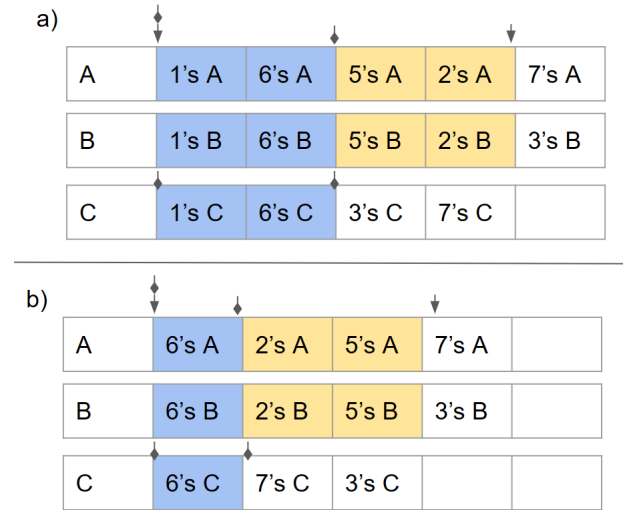 a)
A 1's A 6's A 5's A 2's A 7's A
B 1's B 6's B 5's B 2's B 3's B
C 1's C 6's C 3's C 7's C
b)
A 6's A 2's A 5's A 7's A
B 6's B 2's B 5's B 3's B
C 6's C 7's C 3's C